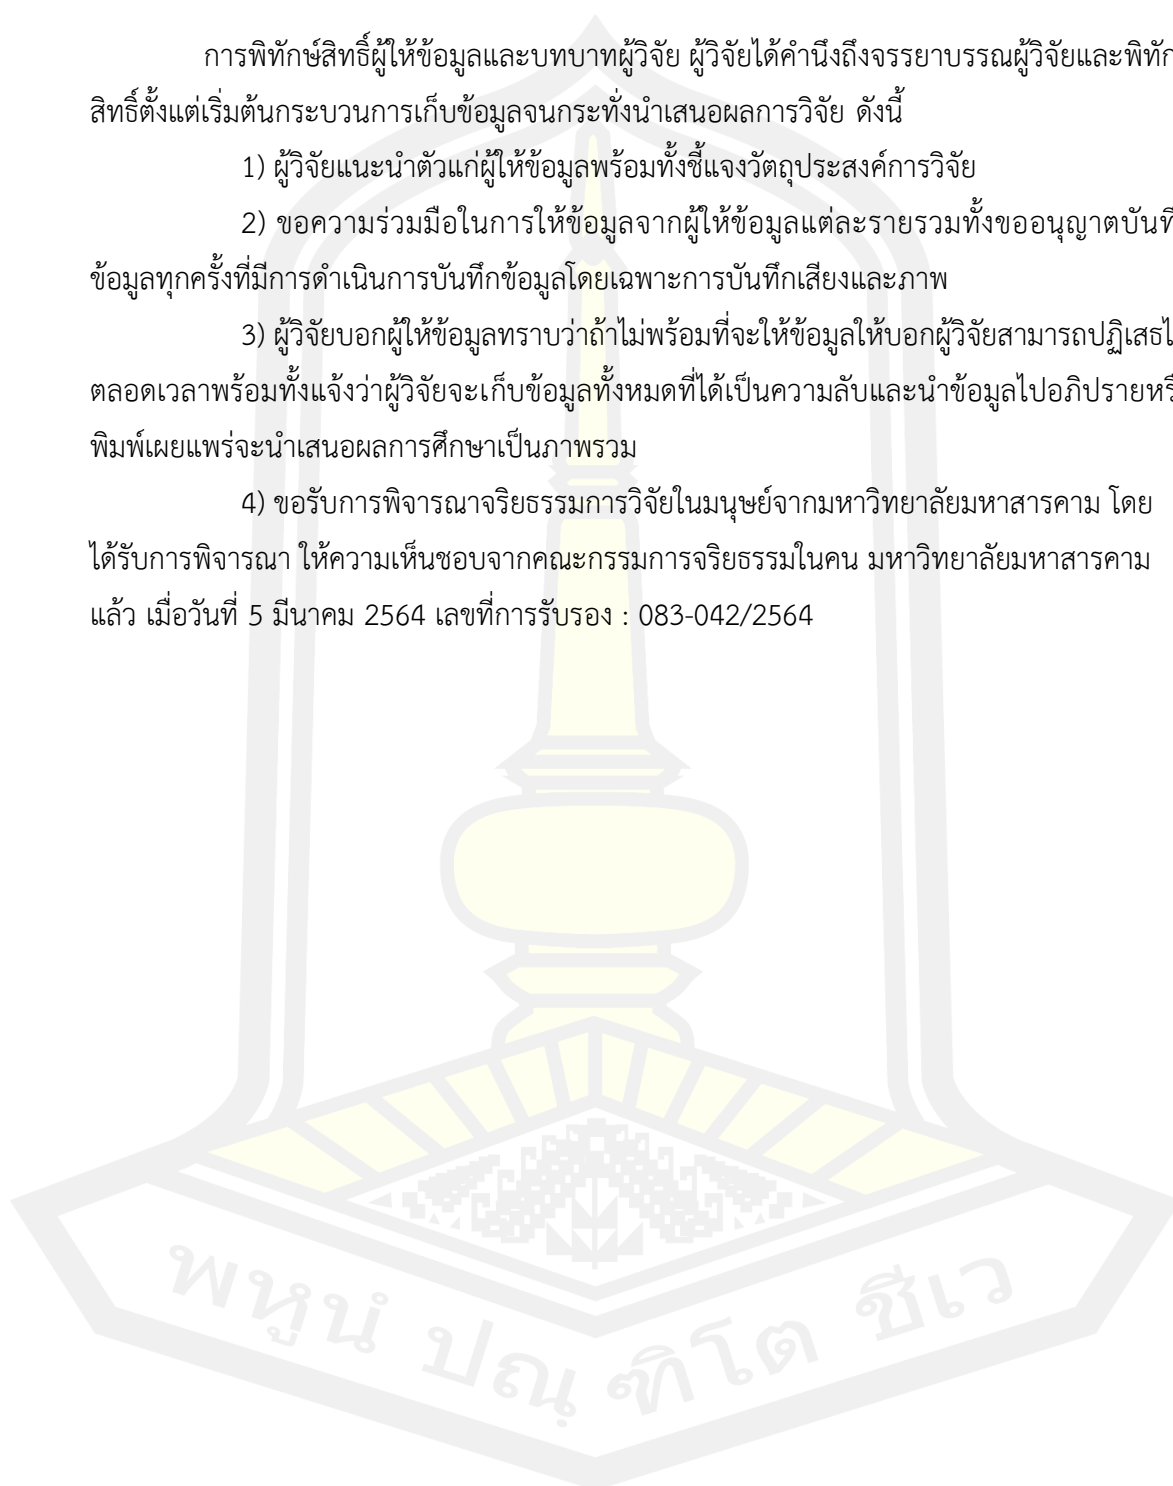 การพิทักษ์สิทธิ์ผู้ให้ข้อมูลและบทบาทผู้วิจัย ผู้วิจัยได้คำนึงถึงจรรยาบรรณผู้วิจัยและพิทัก
สิทธิ์ตั้งแต่เริ่มต้นกระบวนการเก็บข้อมูลจนกระทั่งนำเสนอผลการวิจัย ดังนี้
1) ผู้วิจัยแนะนำตัวแก่ผู้ให้ข้อมูลพร้อมทั้งชี้แจงวัตถุประสงค์การวิจัย
2) ขอความร่วมมือในการให้ข้อมูลจากผู้ให้ข้อมูลแต่ละรายรวมทั้งขออนุญาตบันที
ข้อมูลทุกครั้งที่มีการดำเนินการบันทึกข้อมูลโดยเฉพาะการบันทึกเสียงและภาพ
3) ผู้วิจัยบอกผู้ให้ข้อมูลทราบว่าถ้าไม่พร้อมที่จะให้ข้อมูลให้บอกผู้วิจัยสามารถปฏิเสธไ
ตลอดเวลาพร้อมทั้งแจ้งว่าผู้วิจัยจะเก็บข้อมูลทั้งหมดที่ได้เป็นความลับและนำข้อมูลไปอภิปรายหรื
พิมพ์เผยแพร่จะนำเสนอผลการศึกษาเป็นภาพรวม
4) ขอรับการพิจารณาจริยธรรมการวิจัยในมนุษย์จากมหาวิทยาลัยมหาสารคาม โดย
ได้รับการพิจารณา ให้ความเห็นชอบจากคณะกรรมการจริยธรรมในคน มหาวิทยาลัยมหาสารคาม
แล้ว เมื่อวันที่ 5 มีนาคม 2564 เลขที่การรับรอง : 083-042/2564
พหูนํ ปณฺ ฑิโต ชีเว